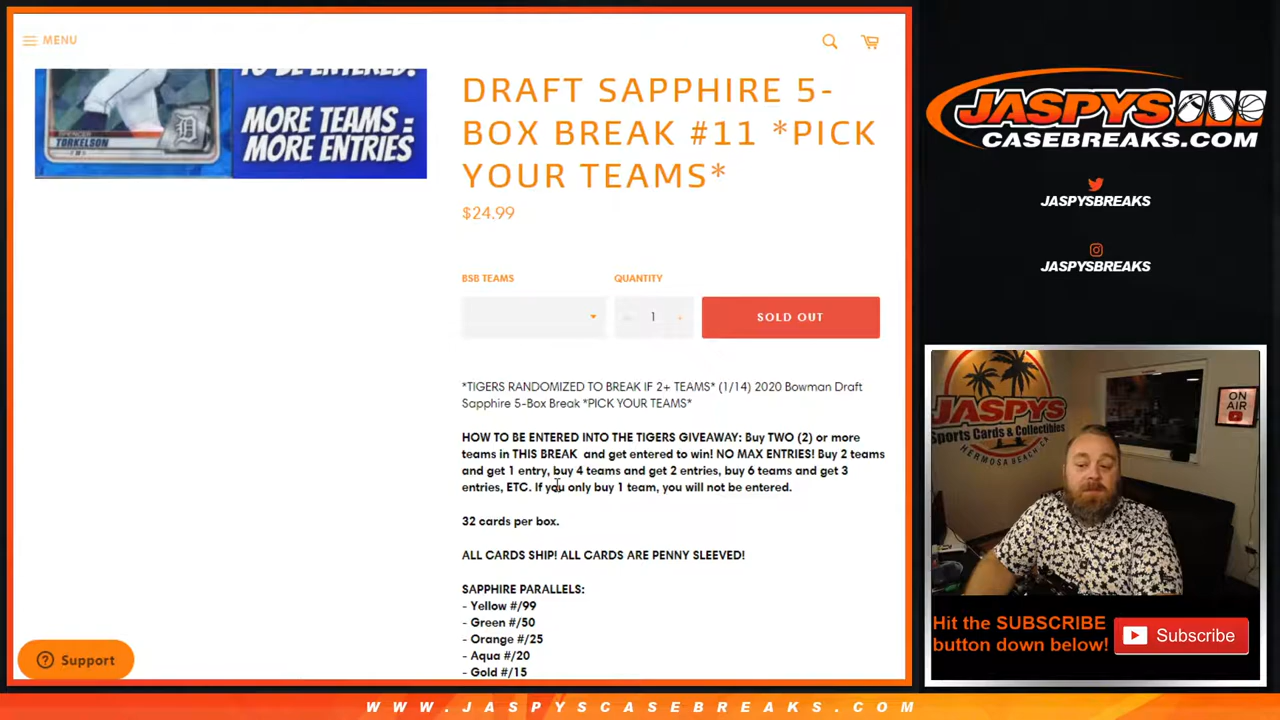 MENU
TO BE ENTERED!
MORE TEAMS =
MORE ENTRIES
SPENCER
TORKELSON
DRAFT SAPPHIRE 5-
BOX BREAK #11 *PICK
YOUR TEAMS*
$24.99
BSB TEAMS
QUANTITY
1
+
SOLD OUT
*TIGERS RANDOMIZED TO BREAK IF 2+ TEAMS* (1/14) 2020 Bowman Draft
Sapphire 5-Box Break *PICK YOUR TEAMS*
HOW TO BE ENTERED INTO THE TIGERS GIVEAWAY: Buy TWO (2) or more
teams in THIS BREAK and get entered to win! NO MAX ENTRIES! Buy 2 teams
and get 1 entry, buy 4 teams and get 2 entries, buy 6 teams and get 3
entries, ETC. If you only buy 1 team, you will not be entered.
32 cards per box.
ALL CARDS SHIP! ALL CARDS ARE PENNY SLEEVED!
SAPPHIRE PARALLELS:
- Yellow #/99
- Green #/50
- Orange #/25
- Aqua #/20
- Gold #/15
Support
JASPYS
CASEBREAKS.COM
JASPYSBREAKS
JASPYSBREAKS
JASPYS
Sports Cards & Collectibles
HERMOSA BEACH CA
ON
AIR
Hit the SUBSCRIBE
button down below!
Subscribe
WWW.JASPYSCASEBREAKS.COM